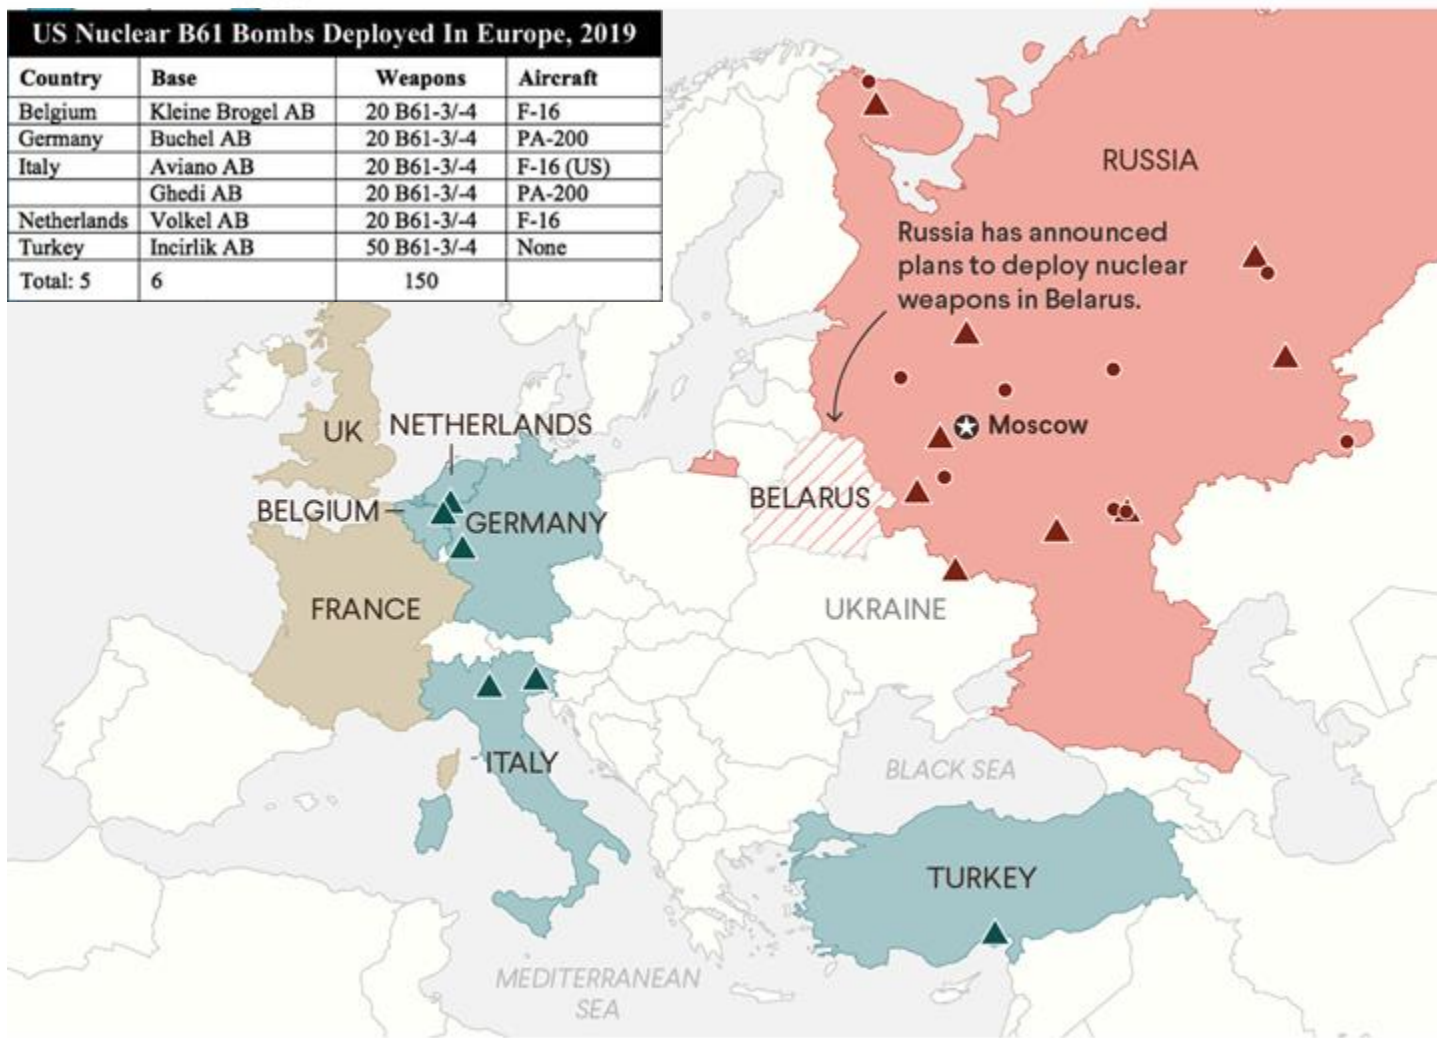 US Nuclear B61 Bombs Deployed In Europe, 2019
Country Base Weapons Aircraft
Belgium Kleine Brogel AB 20 B61-3/-4 F-16
Germany Buchel AB 20 B61-3/-4 PA-200
Italy Aviano AB 20 B61-3/-4 F-16 (US)
Ghedi AB 20 B61-3/-4 PA-200
Netherlands Volkel AB 20 B61-3/-4 F-16
Turkey Incirlik AB 50 B61-3/-4 None
Total: 5 6 150
RUSSIA
Russia has announced
plans to deploy nuclear
weapons in Belarus.
UK
NETHERLANDS
Moscow
BELGIUM
GERMANY
BELARUS
FRANCE
UKRAINE
ITALY
BLACK SEA
TURKEY
MEDITERRANEAN
SEA